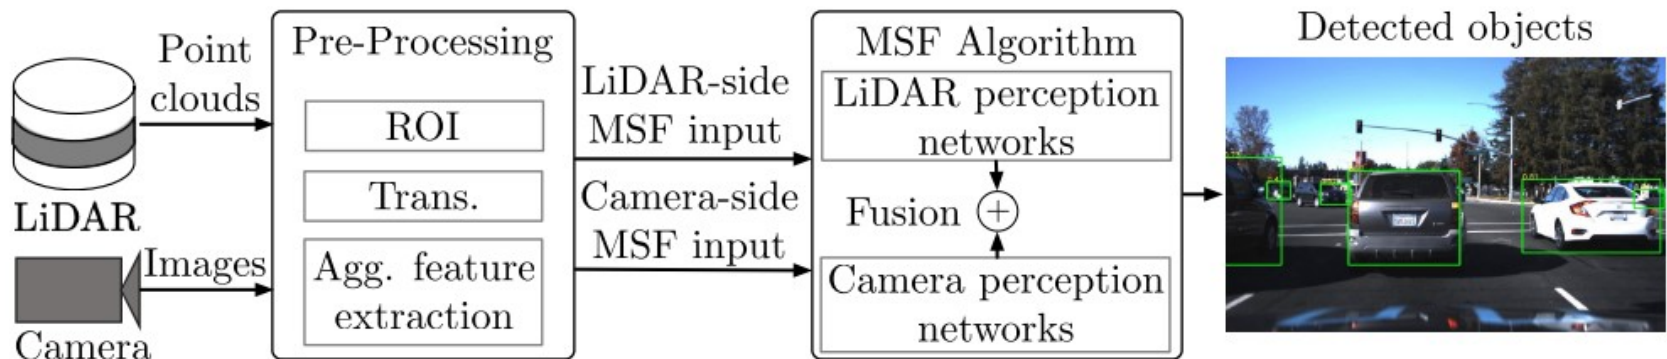 Point
clouds
LiDAR
Images
Camera
Pre-Processing
ROI
Trans.
Agg. feature
extraction
LiDAR-side
MSF input
Camera-side
MSF input
MSF Algorithm
LiDAR perception
networks
Fusion +
Camera perception
networks
Detected objects